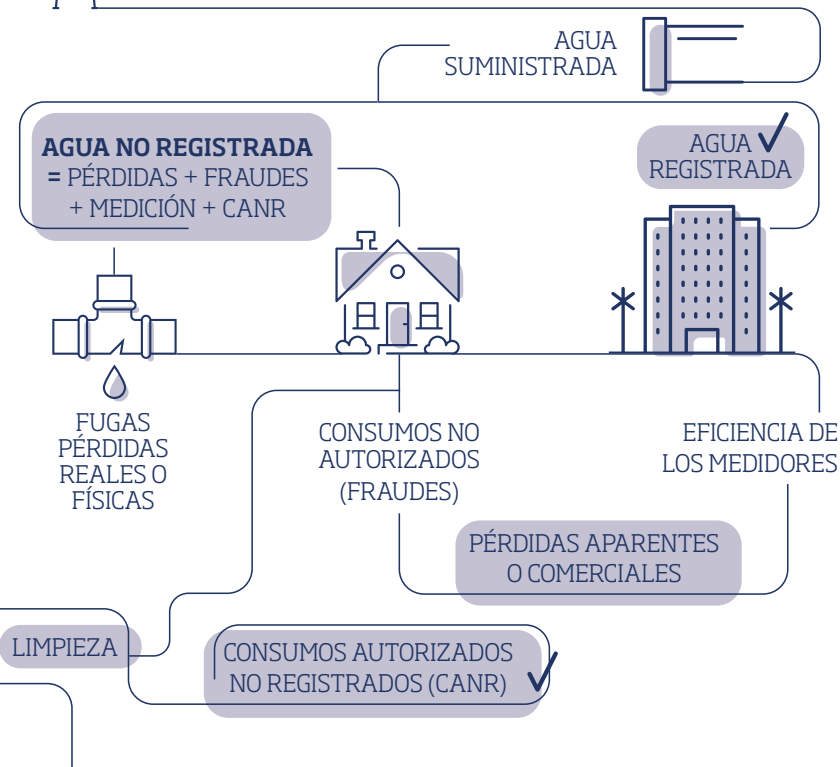 AGUA
SUMINISTRADA
AGUA NO REGISTRADA
= PÉRDIDAS + FRAUDES
+ MEDICIÓN + CANR
AGUA
REGISTRADA
FUGAS
PÉRDIDAS
REALES O
FÍSICAS
CONSUMOS NO
AUTORIZADOS
(FRAUDES)
EFICIENCIA DE
LOS MEDIDORES
PÉRDIDAS APARENTES
O COMERCIALES
LIMPIEZA
CONSUMOS AUTORIZADOS
NO REGISTRADOS (CANR)